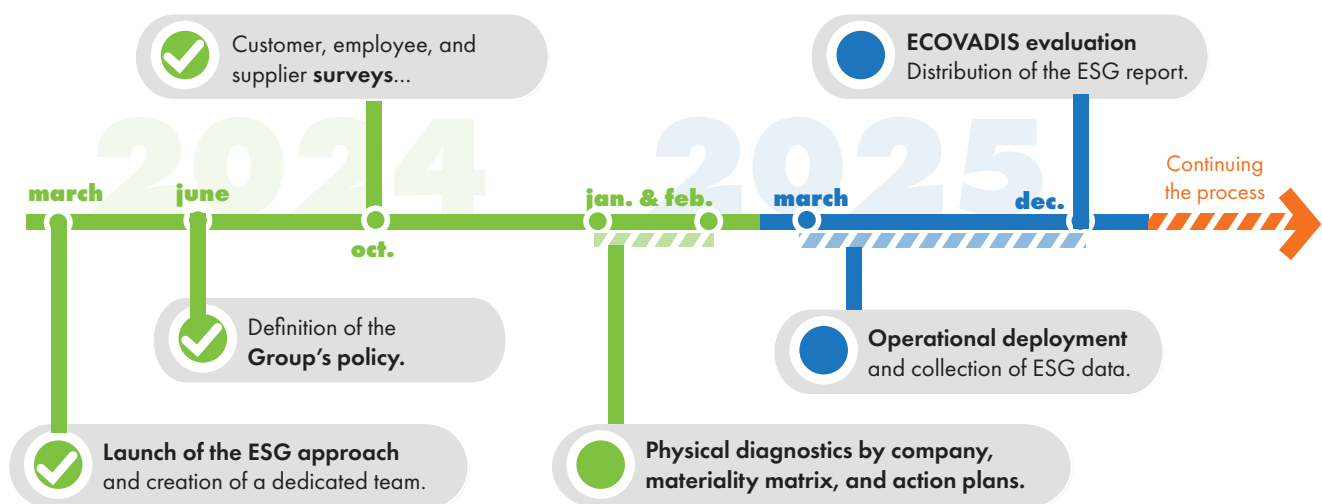 Customer, employee, and
supplier surveys...
ECOVADIS evaluation
Distribution of the ESG report.
2024
2025
Continuing
the process
march
june
oct.
jan. & feb.
march
dec.
Definition of the
Group's policy.
Operational deployment
and collection of ESG data.
Launch of the ESG approach
and creation of a dedicated team.
Physical diagnostics by company,
materiality matrix, and action plans.